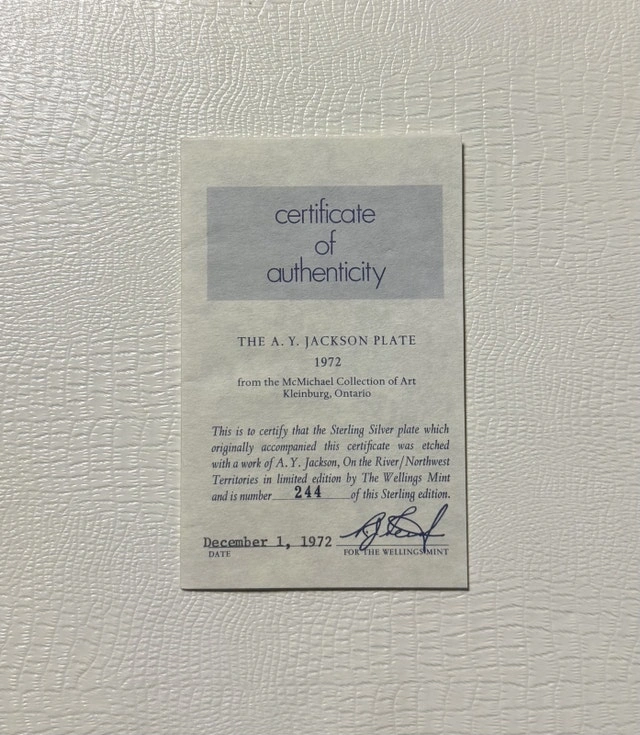 certificate
of
authenticity
THE A. Y. JACKSON PLATE
1972
from the McMichael Collection of Art
Kleinburg, Ontario
This is to certify that the Sterling Silver plate which
originally accompanied this certificate was etched
with a work of A. Y. Jackson, On the River/Northwest
Territories in limited edition by The Wellings Mint
and is number 244 of this Sterling edition.
December 1, 1972
DATE
FOR THE WELLINGS MINT